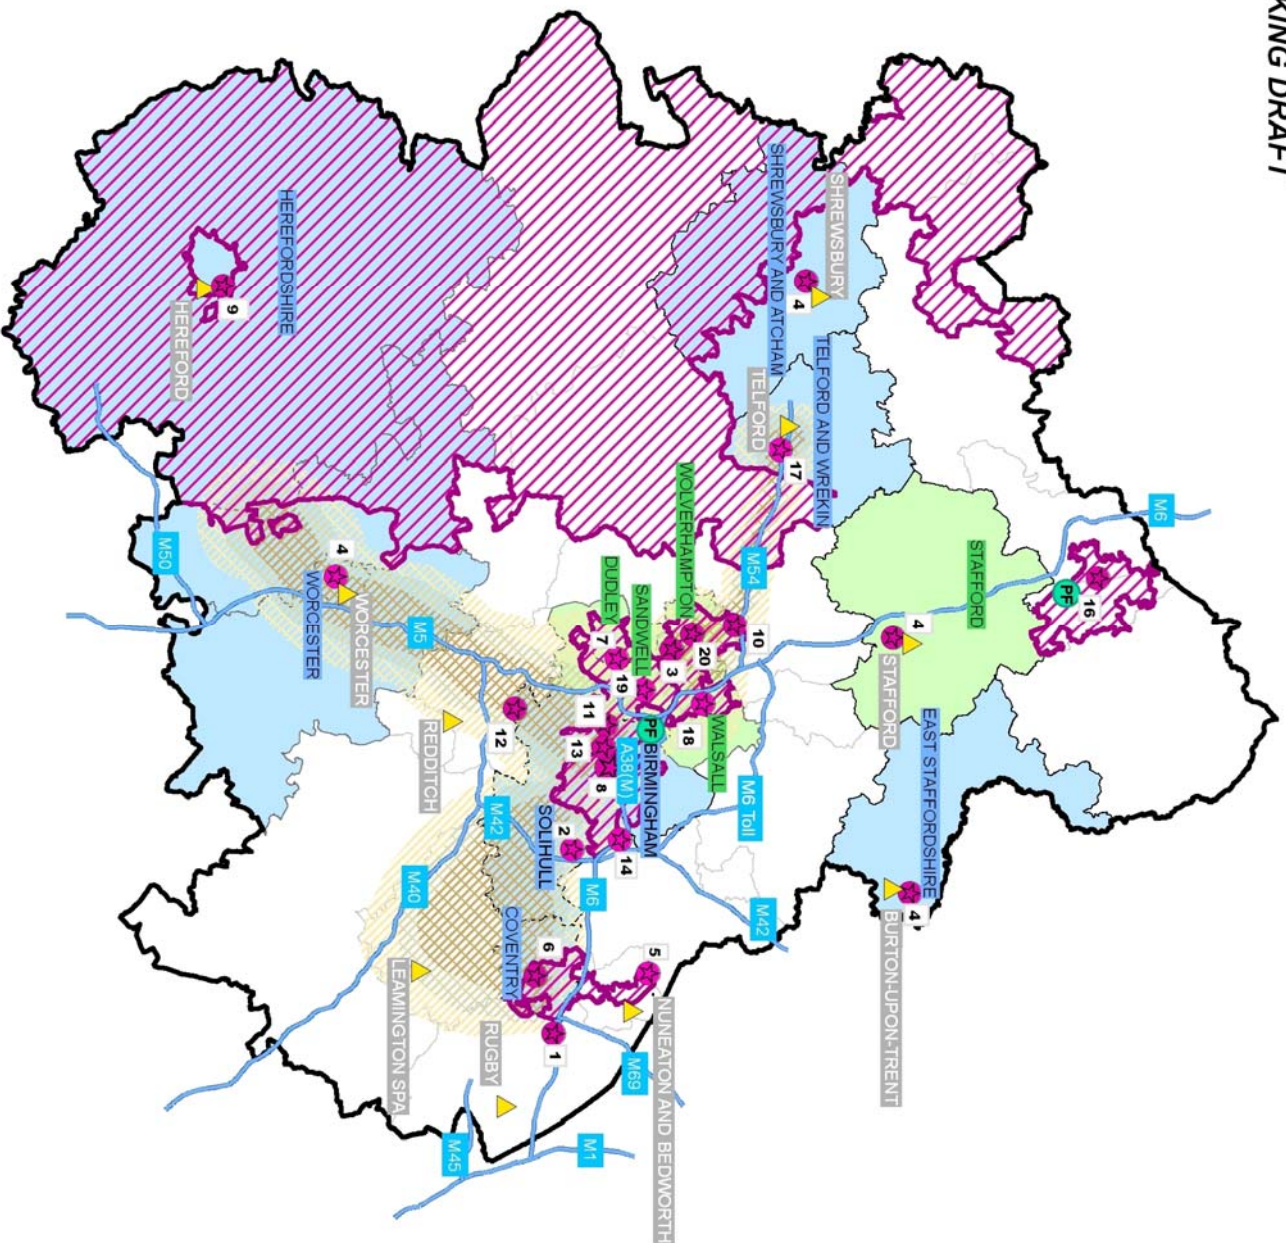 KING DRAFT
M6
16
PF
STAFFORD
4
STAFFORD
EAST STAFFORDSHIRE
4
BURTON-UPON-TRENT
SHREWSBURY
4
SHREWSBURY AND ATCHAM
TELFORD AND WREKIN
TELFORD
17
M54
10
WOLVERHAMPTON
20
3
SANDWELL
DUDLEY
7
19
18
WALSALL
11
13
PF
BIRMINGHAM
A38(M)
8
M6 Toll
14
M42
2
SOLIHULL
M42
12
M6
5
NUNEATON AND BEDWORTH
6
COVENTRY
1
M69
RUGBY
LEAMINGTON SPA
M40
M45
M1
REDDITCH
M5
4
WORCESTER
WORCESTER
M50
HEREFORDSHIRE
9
HEREFORD